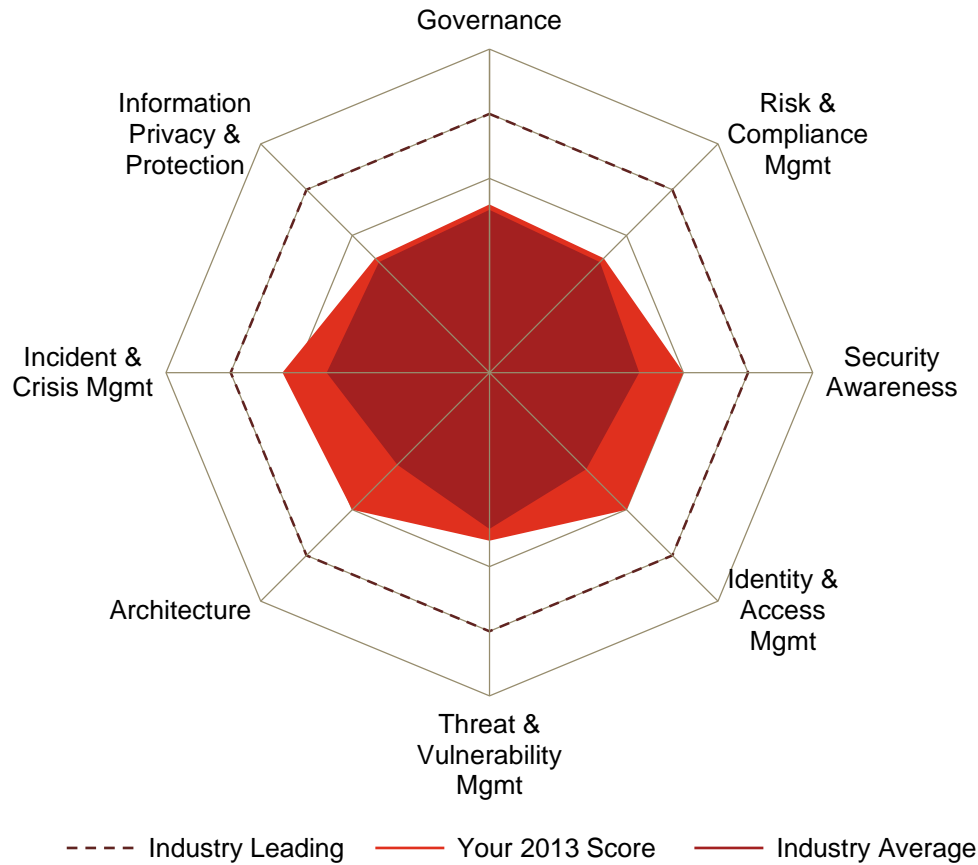 Governance
Information
Privacy &
Protection
Risk &
Compliance
Mgmt
Incident &
Crisis Mgmt
Security
Awareness
Architecture
Identity &
Access
Mgmt
Threat &
Vulnerability
Mgmt
Industry Leading
Your 2013 Score
Industry Average